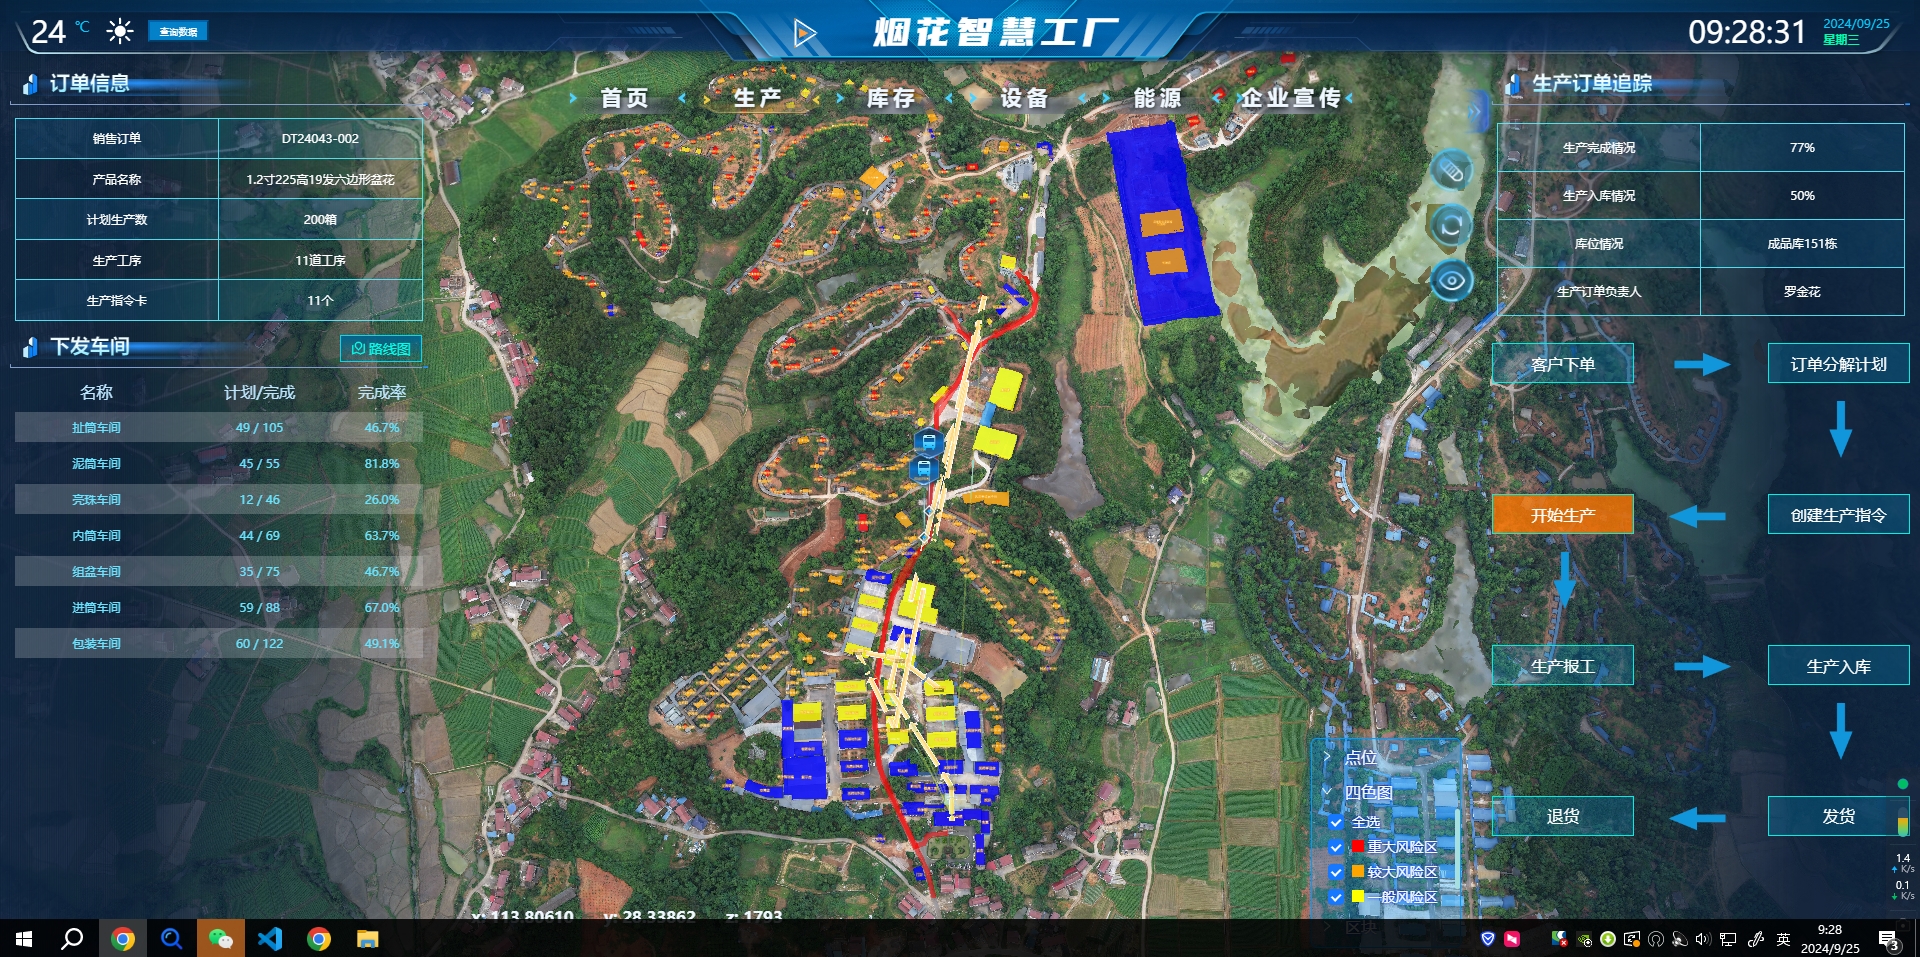 24 ℃
查询数据
烟花智慧工厂
09:28:31
2024/09/25
星期三
首页
生产
库存
设备
能源
企业宣传
订单信息
销售订单 DT24043-002
产品名称 1.2寸225高19发六边形盆花
计划生产数 200箱
生产工序 11道工序
生产指令卡 11个
下发车间
路线图
名称 计划/完成 完成率
扯筒车间 49 / 105 46.7%
泥筒车间 45 / 55 81.8%
亮珠车间 12 / 46 26.0%
内筒车间 44 / 69 63.7%
组盆车间 35 / 75 46.7%
进筒车间 59 / 88 67.0%
包装车间 60 / 122 49.1%
生产订单追踪
生产完成情况 77%
生产入库情况 50%
库位情况 成品库151栋
生产订单负责人 罗金花
客户下单
订单分解计划
开始生产
创建生产指令
生产报工
生产入库
退货
发货
点位
四色图
全选
重大风险区
较大风险区
一般风险区
区块
x: 113.80610 y: 28.33862 z: 1793
1.4
K/s
0.1
K/s
英
9:28
2024/9/25
3